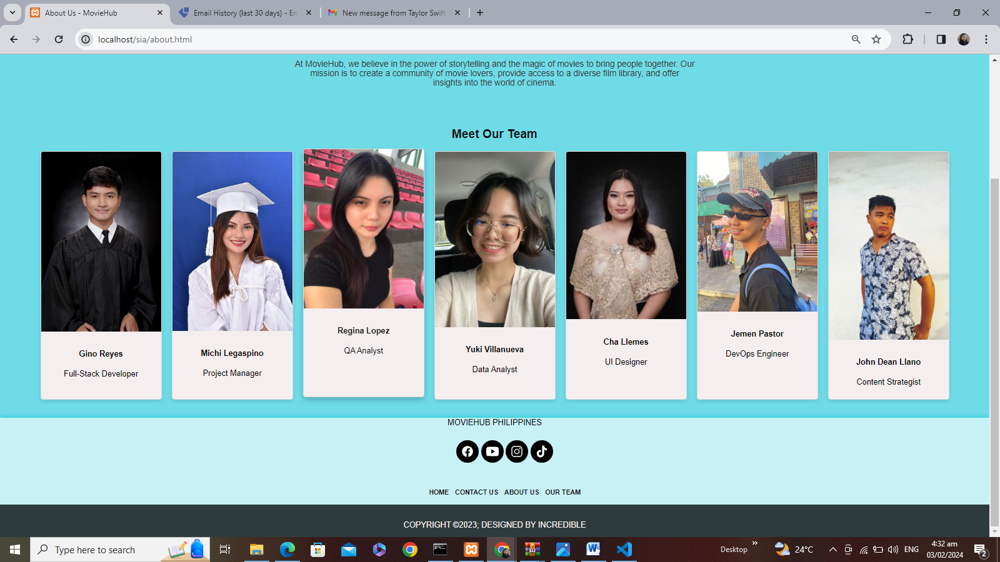 About Us - MovieHub
Email History (last 30 days) - Em
New message from Taylor Swift
localhost/sia/about.html
At MovieHub, we believe in the power of storytelling and the magic of movies to bring people together. Our
mission is to create a community of movie lovers, provide access to a diverse film library, and offer
insights into the world of cinema.
Meet Our Team
Gino Reyes
Full-Stack Developer
Michi Legaspino
Project Manager
Regina Lopez
QA Analyst
Yuki Villanueva
Data Analyst
Cha Llemes
UI Designer
Jemen Pastor
DevOps Engineer
John Dean Llano
Content Strategist
MOVIEHUB PHILIPPINES
HOME CONTACT US ABOUT US OUR TEAM
COPYRIGHT ©2023; DESIGNED BY INCREDIBLE
Type here to search
Desktop
24°C
ENG
4:32 am
03/02/2024
2